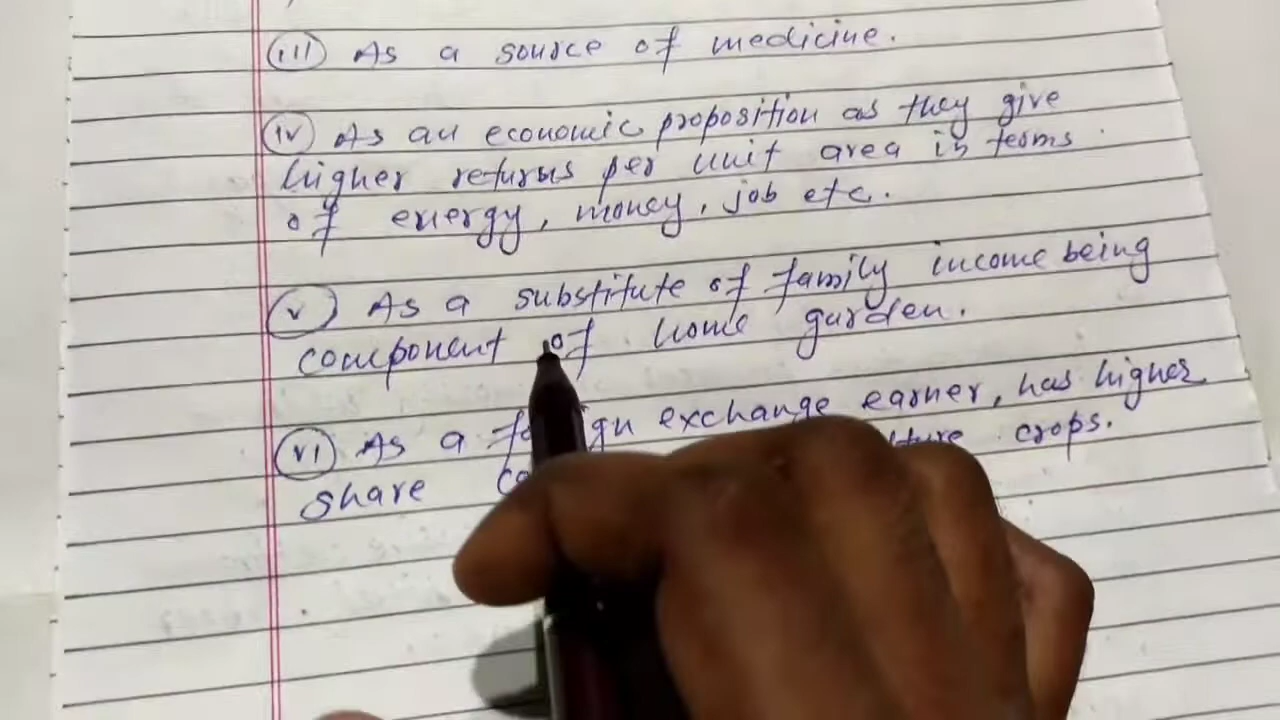 (iii) As a source of medicine.
(iv) As an economic proposition as they give
higher returns per unit area in terms
of energy, money, job etc.
(v) As a substitute of family income being
component of home garden.
(vi) As a exchange earner, has higher
share crops.